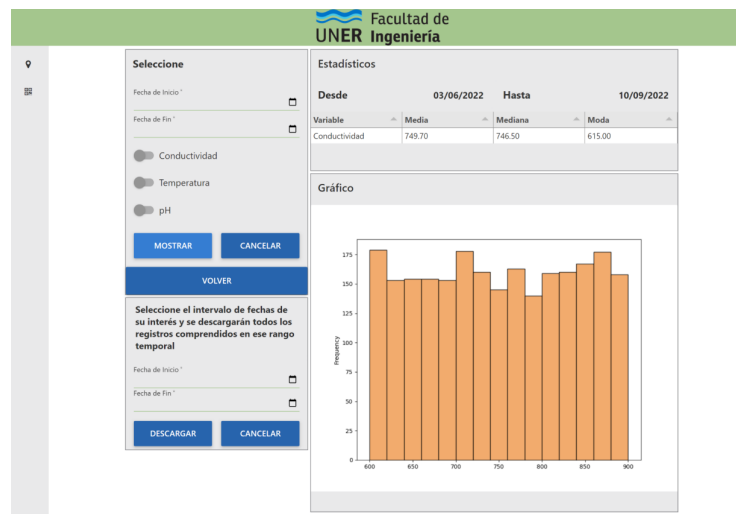 Facultad de
UNER Ingeniería
Seleccione
Fecha de Inicio *
Fecha de Fin *
Conductividad
Temperatura
pH
MOSTRAR CANCELAR
VOLVER
Seleccione el intervalo de fechas de
su interés y se descargarán todos los
registros comprendidos en ese rango
temporal
Fecha de Inicio *
Fecha de Fin *
DESCARGAR CANCELAR
Estadísticos
Desde 03/06/2022 Hasta 10/09/2022
Variable Media Mediana Moda
Conductividad 749.70 746.50 615.00
Gráfico
Frequency
175
150
125
100
75
50
25
0
600 650 700 750 800 850 900